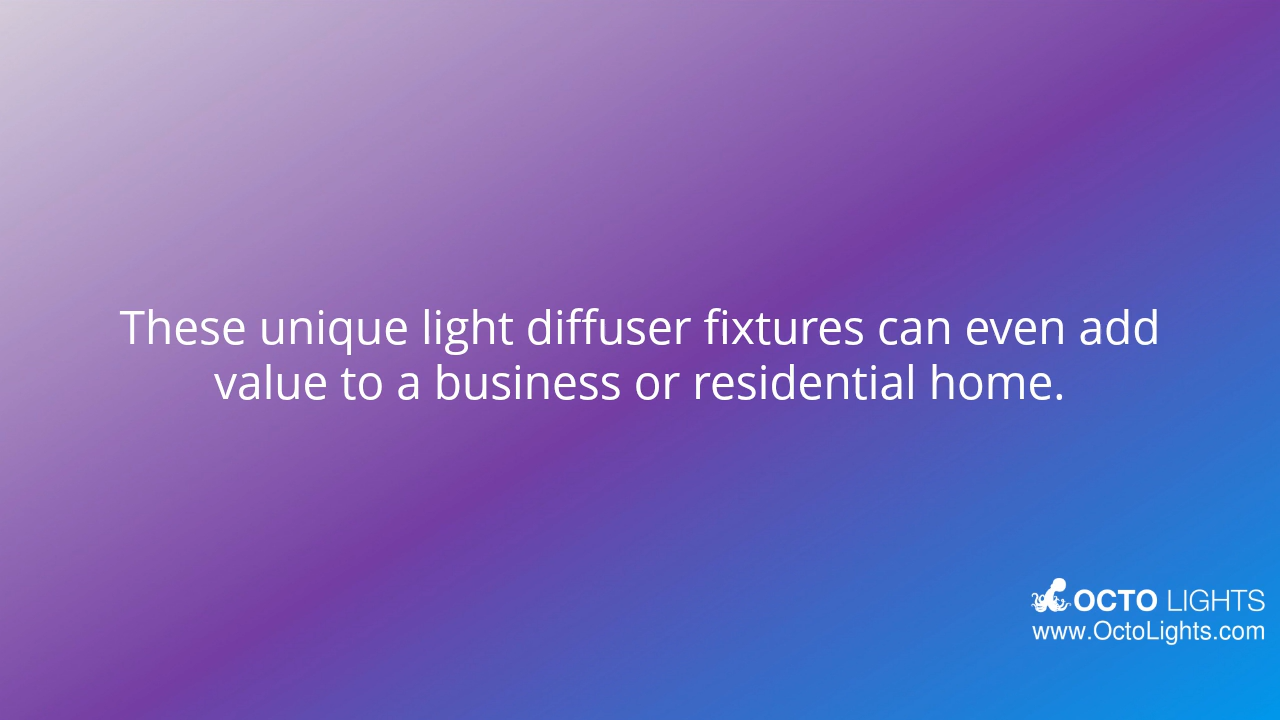 These unique light diffuser fixtures can even add
value to a business or residential home.
OCTO LIGHTS
www.OctoLights.com